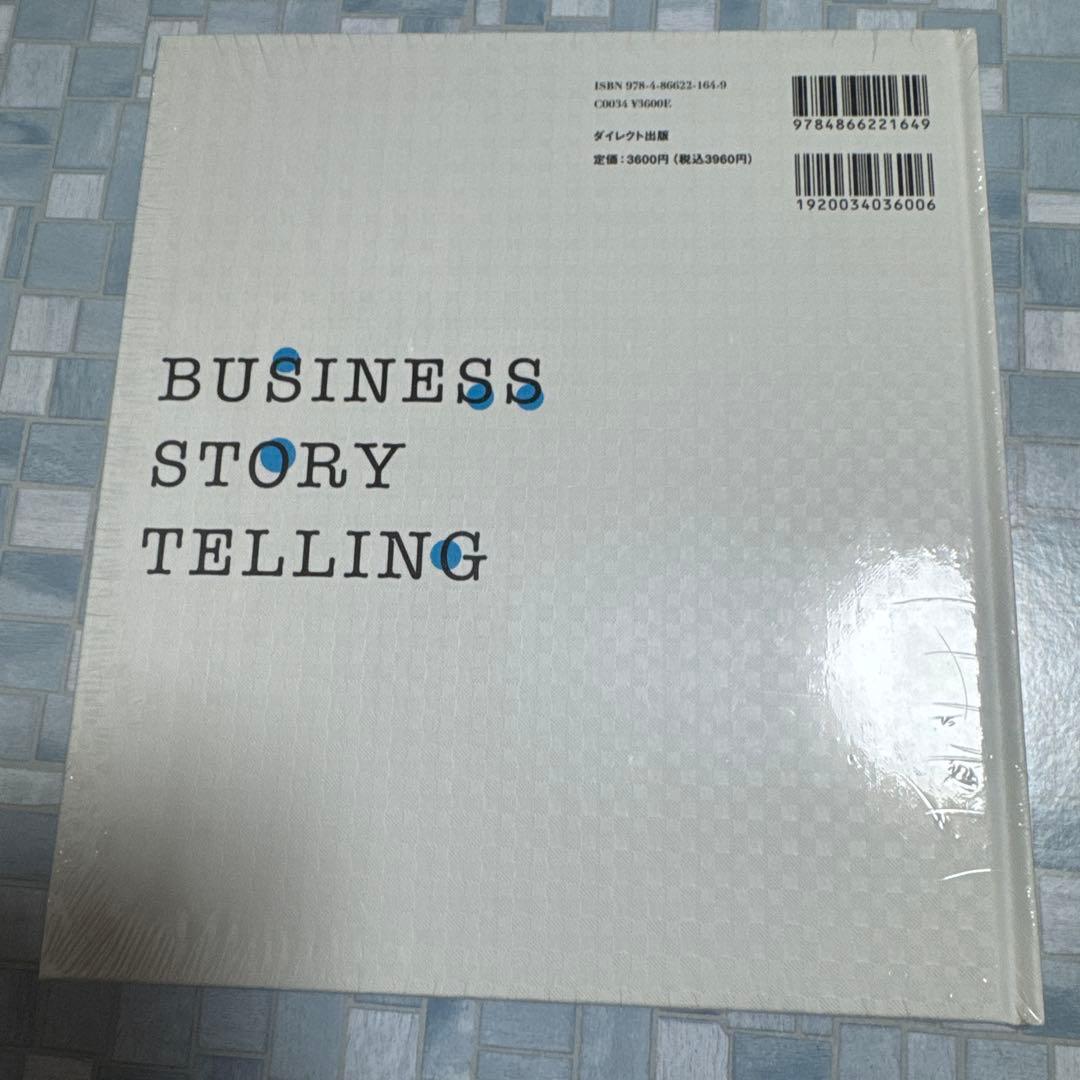 ISBN 978-4-86622-164-9
C0034 ¥3600E
ダイレクト出版
定価：3600円（税込3960円）
9784866221649
1920034036006
BUSINESS
STORY
TELLING